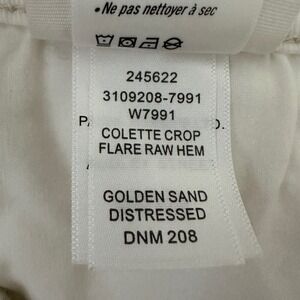 • Ne pas nettoyer à sec
245622
3109208-7991
W7991
COLETTE CROP
FLARE RAW HEM
GOLDEN SAND
DISTRESSED
DNM 208